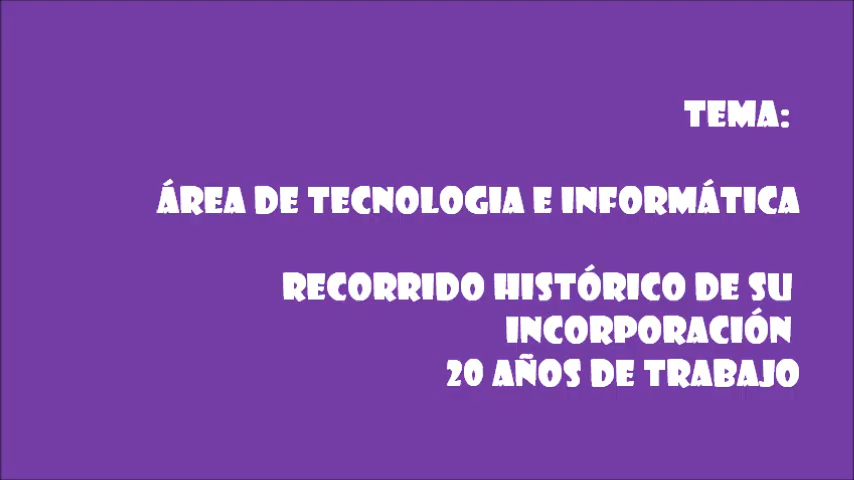 TEMA:
ÁREA DE TECNOLOGIA E INFORMÁTICA
RECORRIDO HISTÓRICO DE SU
INCORPORACIÓN
20 AÑOS DE TRABAJO